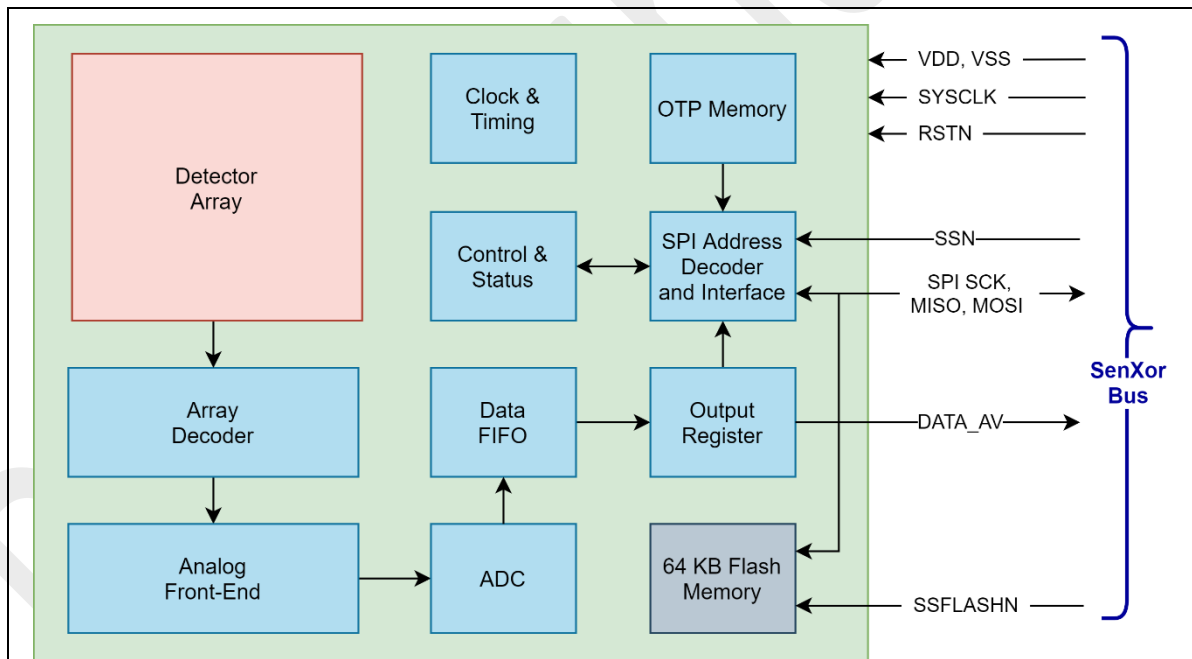 Detector
Array
Clock &
Timing
OTP Memory
VDD, VSS
SYSCLK
RSTN
Control &
Status
SPI Address
Decoder
and Interface
SSN
SPI SCK,
MISO, MOSI
SenXor
Bus
Array
Decoder
Data
FIFO
Output
Register
DATA_AV
Analog
Front-End
ADC
64 KB Flash
Memory
SSFLASHN